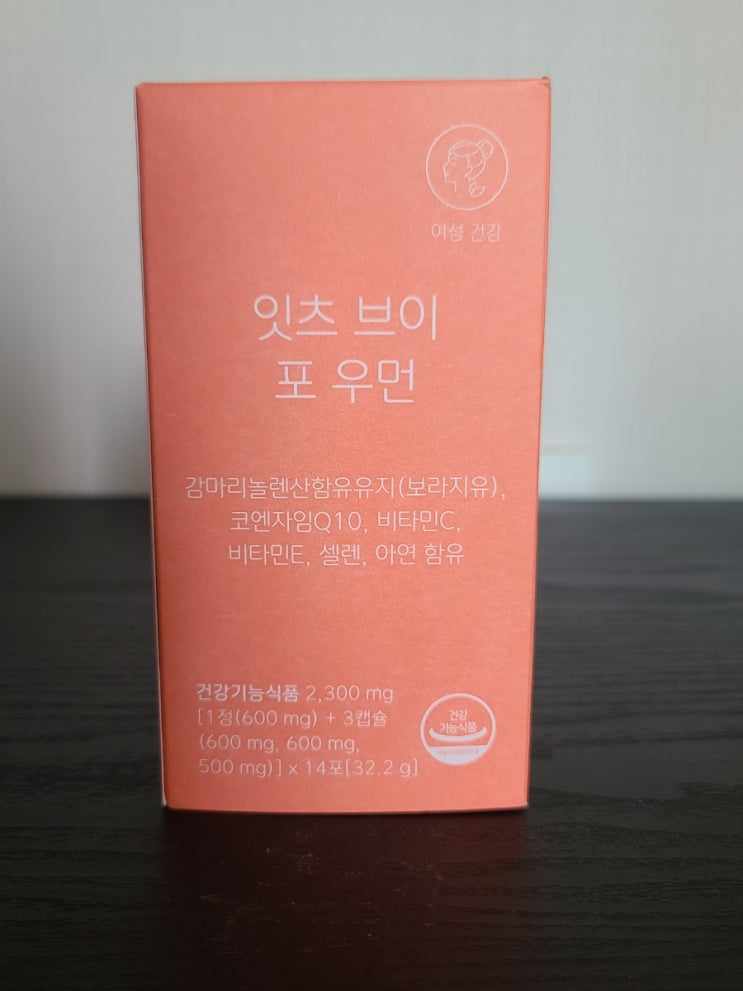 여성 건강
잇츠 브이
포 우먼
감마리놀렌산함유유지(보라지유),
코엔자임Q10, 비타민C,
비타민E, 셀렌, 아연 함유
건강기능식품 2,300 mg
[1정(600 mg) + 3캡슐
(600 mg, 600 mg,
500 mg)] x 14포[32.2 g]
건강
기능식품